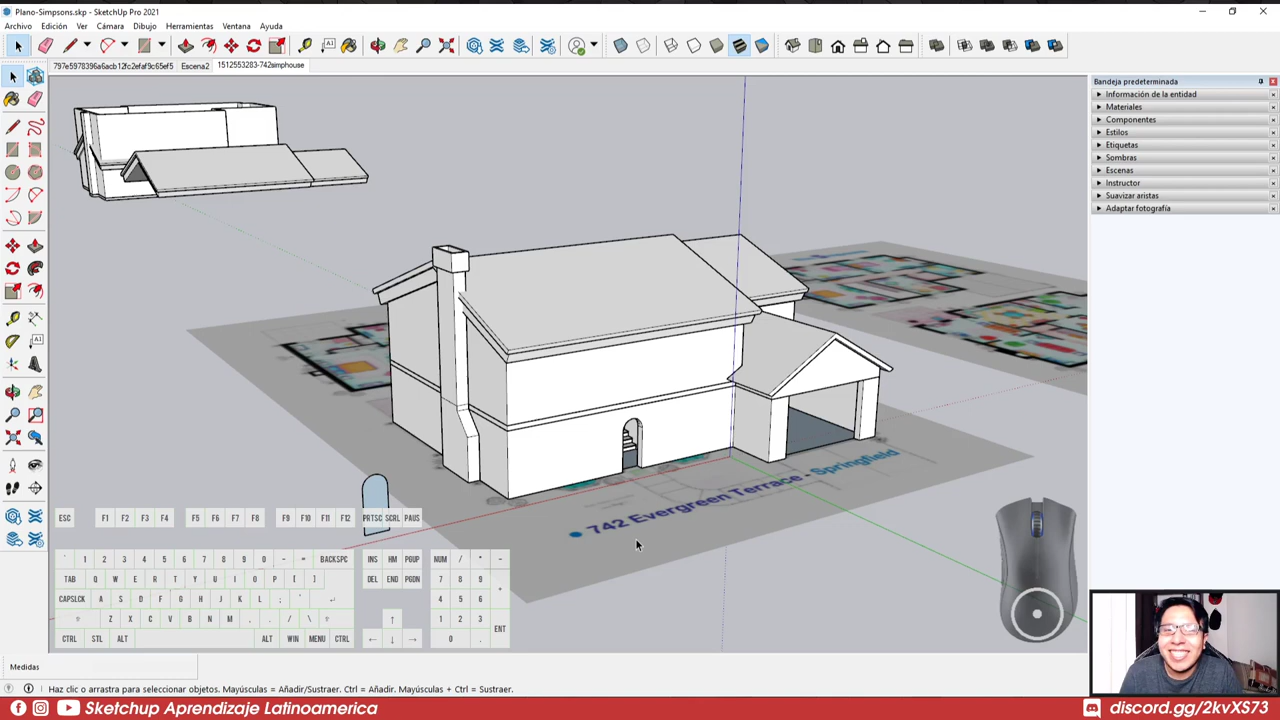 Plano-Simpsons.skp - SketchUp Pro 2021
Archivo Edición Ver Cámara Dibujo Herramientas Ventana Ayuda
797e5978396a6acb12fc2efaf9c65ef5 Escena2 1512553283-742simphouse
Bandeja predeterminada
Información de la entidad
Materiales
Componentes
Estilos
Etiquetas
Sombras
Escenas
Instructor
Suavizar aristas
Adaptar fotografía
742 Evergreen Terrace - Springfield
ESC F1 F2 F3 F4 F5 F6 F7 F8 F9 F10 F11 F12 PRTSC SCRL PAUS
` 1 2 3 4 5 6 7 8 9 0 - = BACKSPC INS HM PGUP NUM / * -
TAB Q W E R T Y U I O P [ ] DEL END PGDN 7 8 9 +
CAPSLCK A S D F G H J K L ; ' ↵ 4 5 6
⇧ Z X C V B N M , . / \ ⇧ ↑ 1 2 3 ENT
CTRL STL ALT ALT WIN MENU CTRL ← ↓ → 0 .
Medidas
Haz clic o arrastra para seleccionar objetos. Mayúsculas = Añadir/Sustraer. Ctrl = Añadir. Mayúsculas + Ctrl = Sustraer.
Sketchup Aprendizaje Latinoamerica
discord.gg/2kvXS73